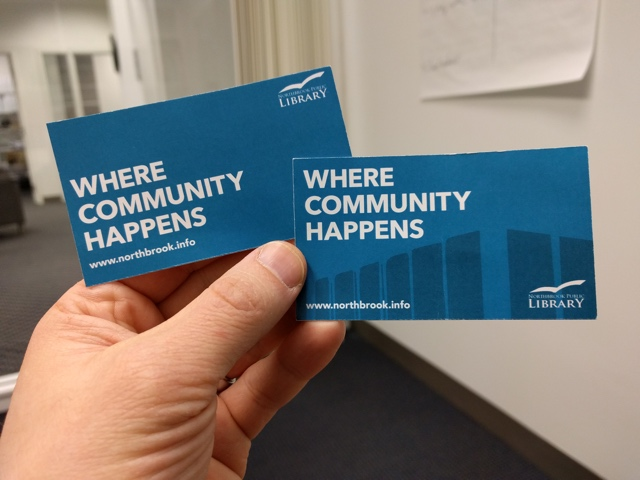 NORTHBROOK PUBLIC
LIBRARY
WHERE
COMMUNITY
HAPPENS
www.northbrook.info
WHERE
COMMUNITY
HAPPENS
www.northbrook.info
NORTHBROOK PUBLIC
LIBRARY